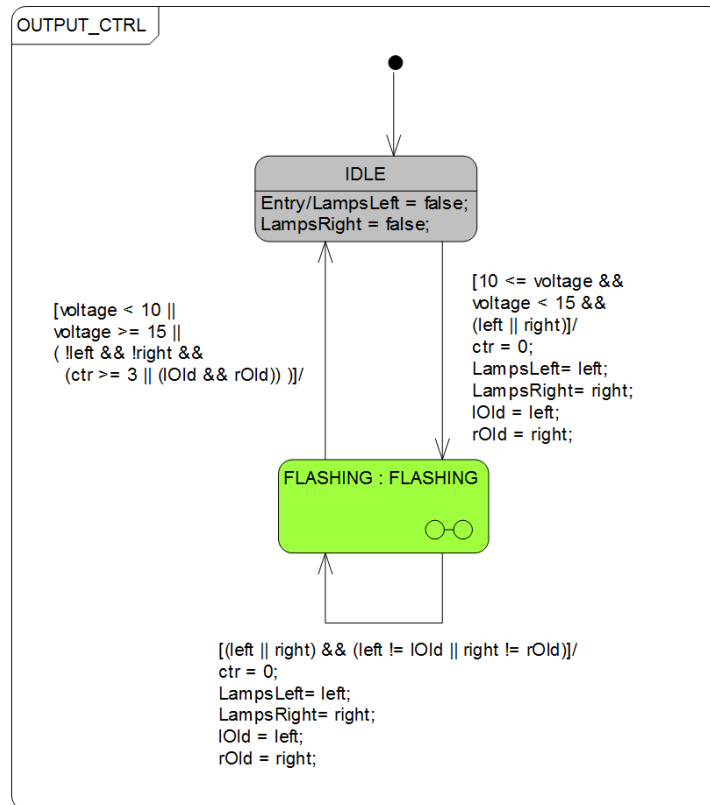 OUTPUT_CTRL
IDLE
Entry/LampsLeft = false;
LampsRight = false;
[voltage < 10 ||
voltage >= 15 ||
( !left && !right &&
(ctr >= 3 || (lOld && rOld)) )]/
[10 <= voltage &&
voltage < 15 &&
(left || right)]/
ctr = 0;
LampsLeft= left;
LampsRight= right;
lOld = left;
rOld = right;
FLASHING : FLASHING
[(left || right) && (left != lOld || right != rOld)]/
ctr = 0;
LampsLeft= left;
LampsRight= right;
lOld = left;
rOld = right;